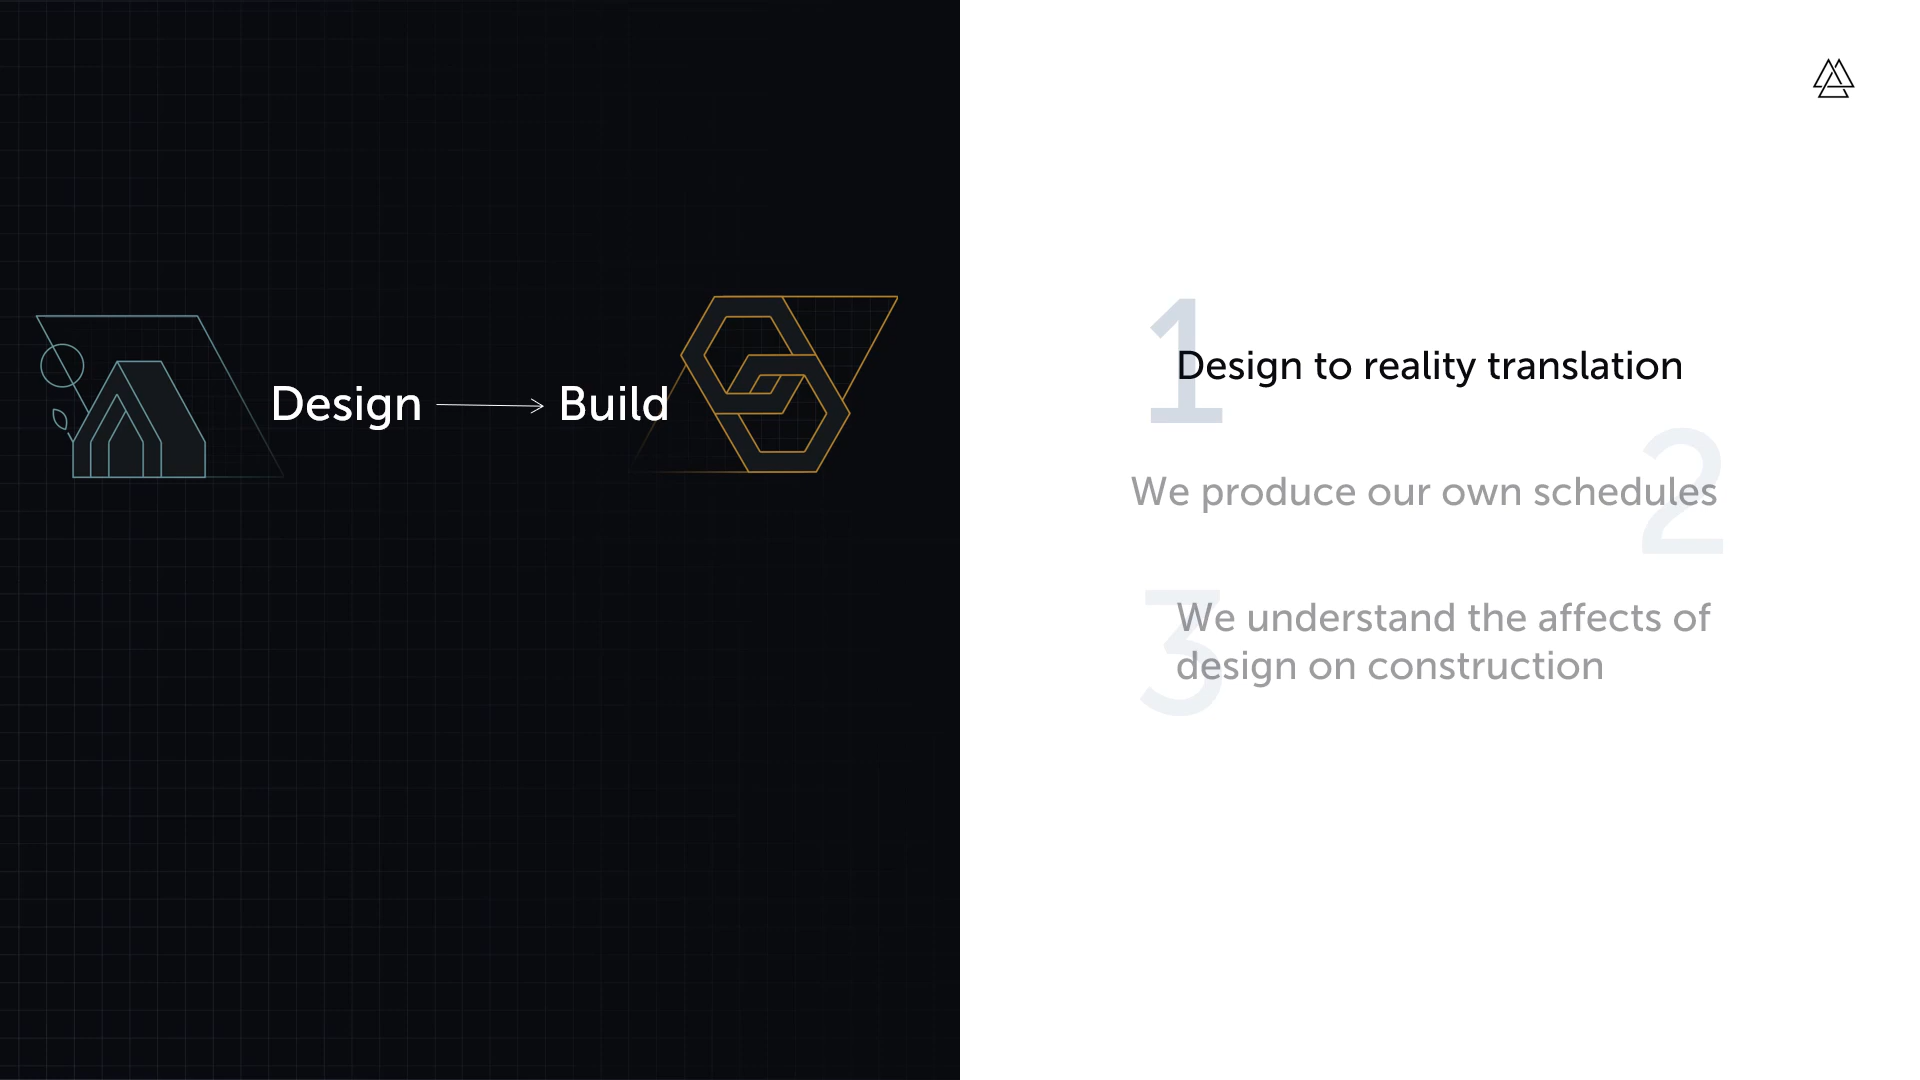 Design
Build
1
Design to reality translation
We produce our own schedules
2
3
We understand the affects of
design on construction